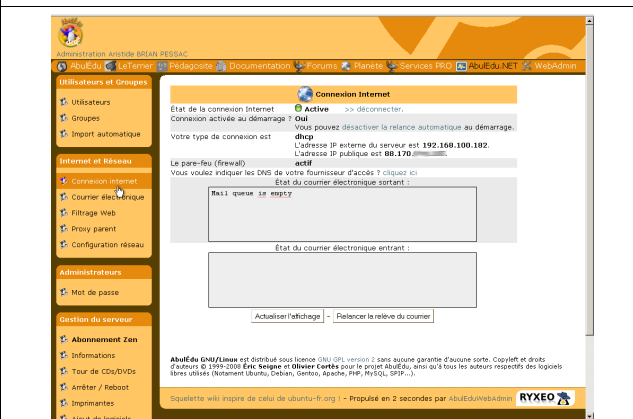 AbulÉdu
Administration Aristide BRIAN PESSAC
AbulÉdu LeTerrier Pédagosite Documentation Forums Planète Services PRO AbulEdu.NET WebAdmin
Utilisateurs et Groupes
Utilisateurs
Groupes
Import automatique
Internet et Réseau
Connexion internet
Courrier électronique
Filtrage Web
Proxy parent
Configuration réseau
Administrateurs
Mot de passe
Gestion du serveur
Abonnement Zen
Informations
Tour de CDs/DVDs
Arrêter / Reboot
Imprimantes
Ajout de logiciels
Connexion Internet
État de la connexion Internet Active >> déconnecter.
Connexion activée au démarrage ? Oui
Vous pouvez désactiver la relance automatique au démarrage.
Votre type de connexion est dhcp
L'adresse IP externe du serveur est 192.168.100.182.
L'adresse IP publique est 88.170.
Le pare-feu (firewall) actif
Vous voulez indiquer les DNS de votre fournisseur d'accès ? cliquez ici
État du courrier électronique sortant :
Mail queue is empty
État du courrier électronique entrant :
Actualiser l'affichage - Relancer la relève du courrier
AbulÉdu GNU/Linux est distribué sous licence GNU GPL version 2 sans aucune garantie d'aucune sorte. Copyleft et droits
d'auteurs © 1999-2008 Éric Seigne et Olivier Cortès pour le projet AbulÉdu, ainsi qu'à tous les auteurs respectifs des logiciels
libres utilisés (Notament Ubuntu, Debian, Gentoo, Apache, PHP, MySQL, SPIP...).
Squelette wiki inspire de celui de ubuntu-fr.org ! - Propulsé en 2 secondes par AbulEduWebAdmin
RYXEO